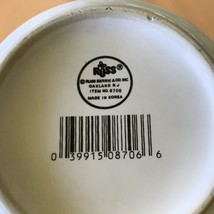 RUSS
© RUSS BERRIE & CO. INC.
OAKLAND N.J.
ITEM NO. 8706
MADE IN KOREA
0 39915 08706 6